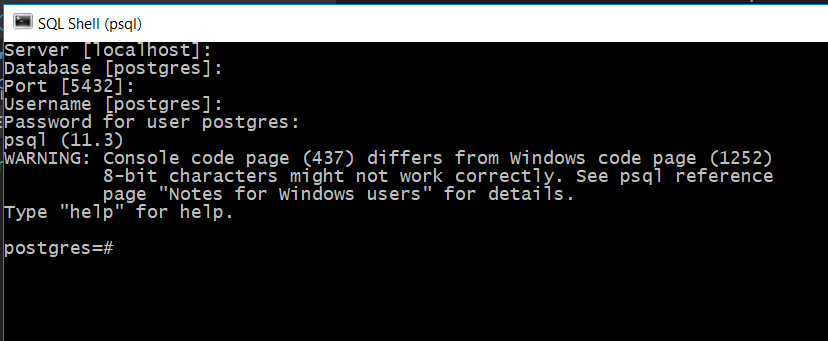 SQL Shell (psql)
Server [localhost]:
Database [postgres]:
Port [5432]:
Username [postgres]:
Password for user postgres:
psql (11.3)
WARNING: Console code page (437) differs from Windows code page (1252)
         8-bit characters might not work correctly. See psql reference
         page "Notes for Windows users" for details.
Type "help" for help.
postgres=#